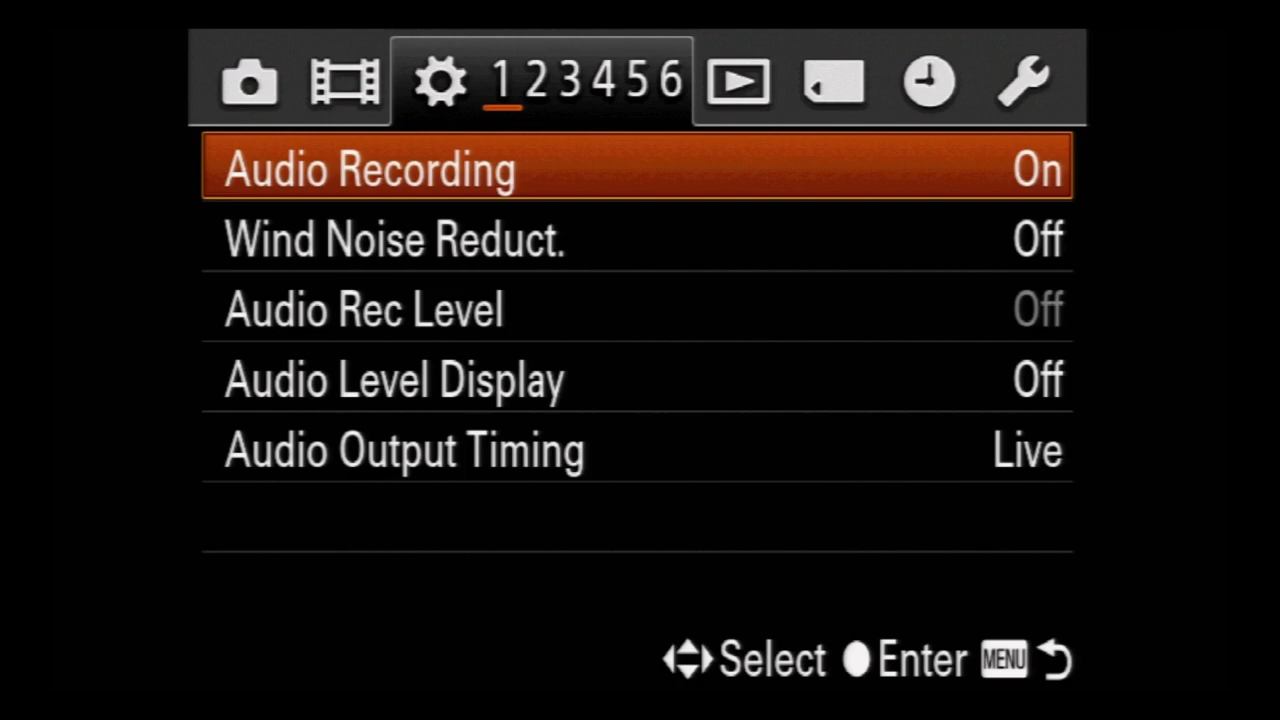 1 2 3 4 5 6
Audio Recording On
Wind Noise Reduct. Off
Audio Rec Level Off
Audio Level Display Off
Audio Output Timing Live
Select Enter MENU